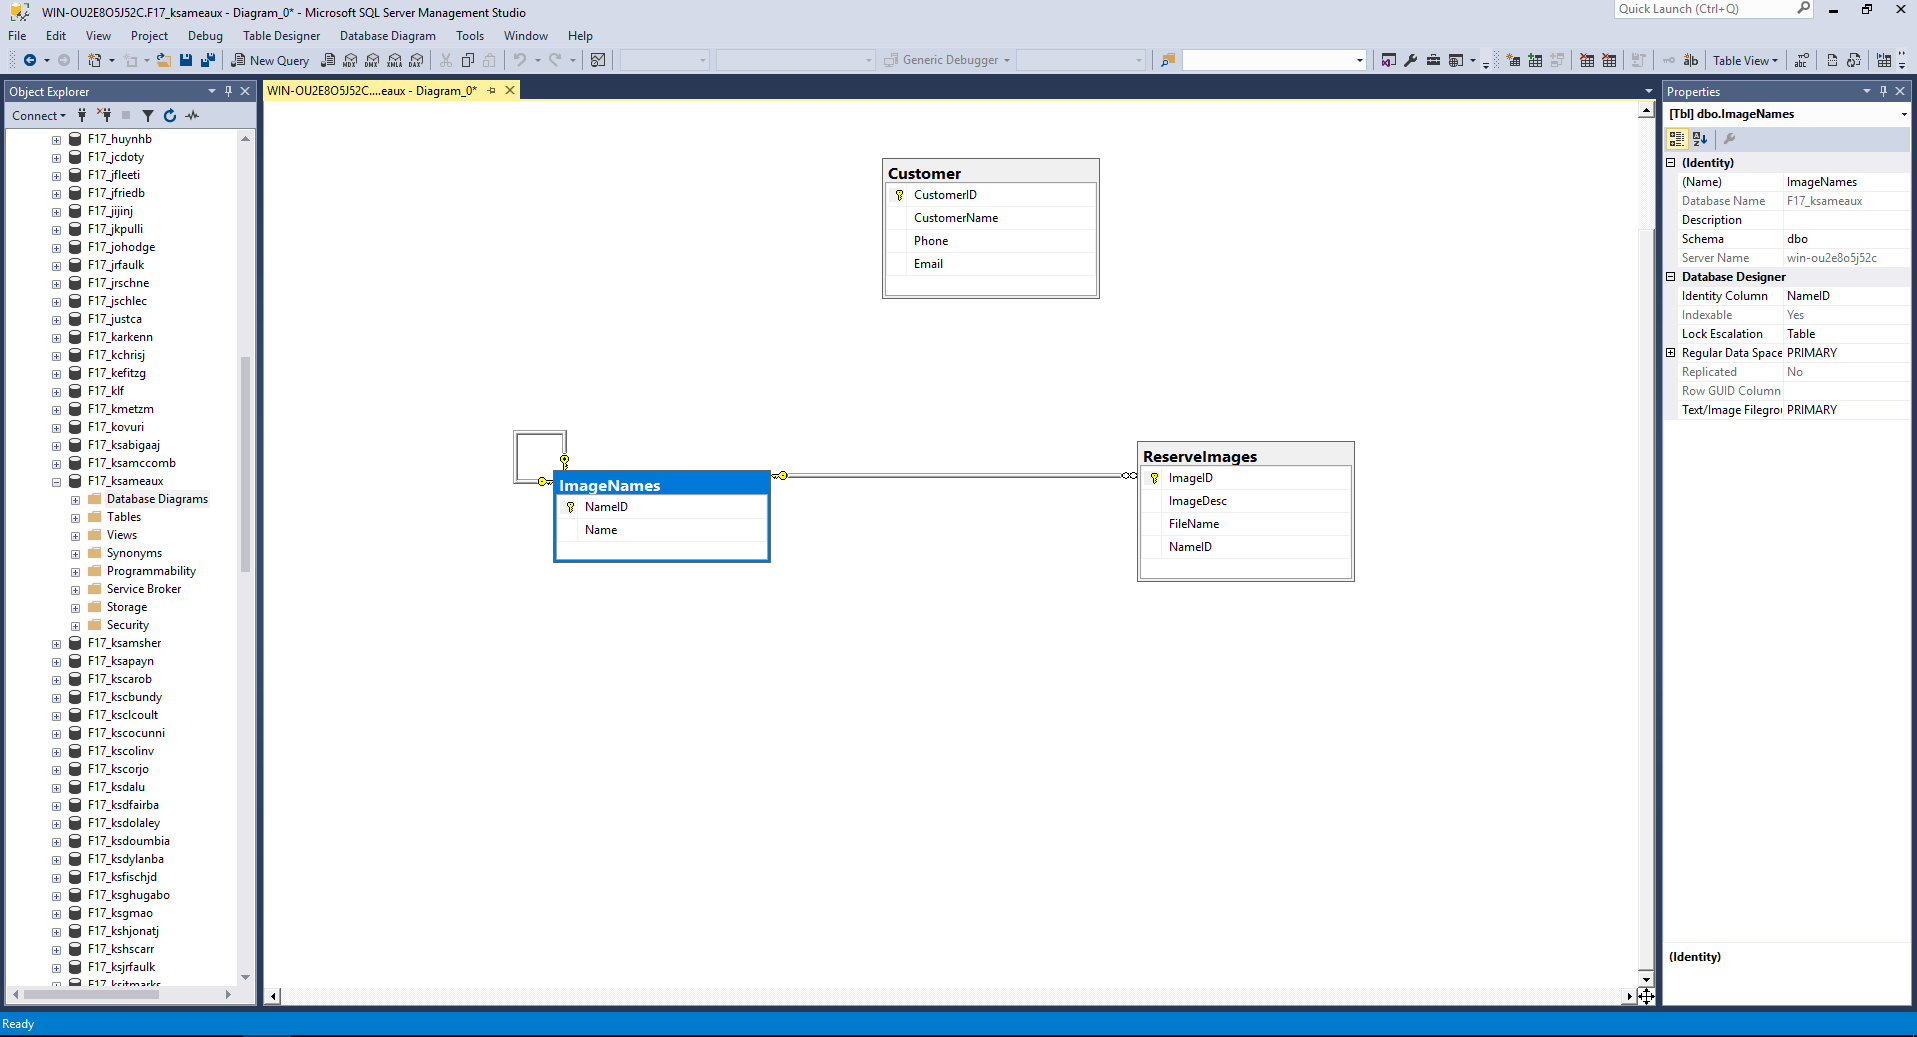 WIN-OU2E8O5J52C.F17_ksameaux - Diagram_0* - Microsoft SQL Server Management Studio
Quick Launch (Ctrl+Q)
File Edit View Project Debug Table Designer Database Diagram Tools Window Help
New Query
MDX
DMX
XMLA
DAX
Generic Debugger
Table View
Object Explorer
Connect
F17_huynhb
F17_jcdoty
F17_jfleeti
F17_jfriedb
F17_jijinj
F17_jkpulli
F17_johodge
F17_jrfaulk
F17_jrschne
F17_jschlec
F17_justca
F17_karkenn
F17_kchrisj
F17_kefitzg
F17_klf
F17_kmetzm
F17_kovuri
F17_ksabigaaj
F17_ksamccomb
F17_ksameaux
Database Diagrams
Tables
Views
Synonyms
Programmability
Service Broker
Storage
Security
F17_ksamsher
F17_ksapayn
F17_kscarob
F17_kscbundy
F17_ksclcoult
F17_kscocunni
F17_kscolinv
F17_kscorjo
F17_ksdalu
F17_ksdfairba
F17_ksdolaley
F17_ksdoumbia
F17_ksdylanba
F17_ksfischjd
F17_ksghugabo
F17_ksgmao
F17_kshjonatj
F17_kshscarr
F17_ksjrfaulk
F17_ksjtmarks
WIN-OU2E8O5J52C....eaux - Diagram_0*
Customer
CustomerID
CustomerName
Phone
Email
ImageNames
NameID
Name
ReserveImages
ImageID
ImageDesc
FileName
NameID
Properties
[Tbl] dbo.ImageNames
(Identity)
(Name) ImageNames
Database Name F17_ksameaux
Description
Schema dbo
Server Name win-ou2e8o5j52c
Database Designer
Identity Column NameID
Indexable Yes
Lock Escalation Table
Regular Data Space PRIMARY
Replicated No
Row GUID Column
Text/Image Filegrou PRIMARY
(Identity)
Ready